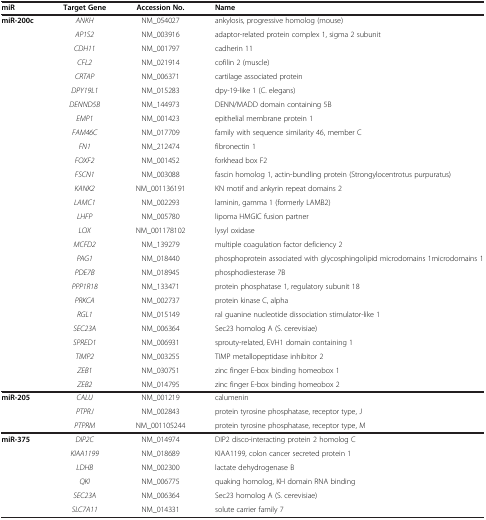 miR Target Gene Accession No. Name
miR-200c ANKH NM_054027 ankylosis, progressive homolog (mouse)
AP1S2 NM_003916 adaptor-related protein complex 1, sigma 2 subunit
CDH11 NM_001797 cadherin 11
CFL2 NM_021914 cofilin 2 (muscle)
CRTAP NM_006371 cartilage associated protein
DPY19L1 NM_015283 dpy-19-like 1 (C. elegans)
DENND5B NM_144973 DENN/MADD domain containing 5B
EMP1 NM_001423 epithelial membrane protein 1
FAM46C NM_017709 family with sequence similarity 46, member C
FN1 NM_212474 fibronectin 1
FOXF2 NM_001452 forkhead box F2
FSCN1 NM_003088 fascin homolog 1, actin-bundling protein (Strongylocentrotus purpuratus)
KANK2 NM_001136191 KN motif and ankyrin repeat domains 2
LAMC1 NM_002293 laminin, gamma 1 (formerly LAMB2)
LHFP NM_005780 lipoma HMGIC fusion partner
LOX NM_001178102 lysyl oxidase
MCFD2 NM_139279 multiple coagulation factor deficiency 2
PAG1 NM_018440 phosphoprotein associated with glycosphingolipid microdomains 1microdomains 1
PDE7B NM_018945 phosphodiesterase 7B
PPP1R18 NM_133471 protein phosphatase 1, regulatory subunit 18
PRKCA NM_002737 protein kinase C, alpha
RGL1 NM_015149 ral guanine nucleotide dissociation stimulator-like 1
SEC23A NM_006364 Sec23 homolog A (S. cerevisiae)
SPRED1 NM_006931 sprouty-related, EVH1 domain containing 1
TIMP2 NM_003255 TIMP metallopeptidase inhibitor 2
ZEB1 NM_030751 zinc finger E-box binding homeobox 1
ZEB2 NM_014795 zinc finger E-box binding homeobox 2
miR-205 CALU NM_001219 calumenin
PTPRJ NM_002843 protein tyrosine phosphatase, receptor type, J
PTPRM NM_001105244 protein tyrosine phosphatase, receptor type, M
miR-375 DIP2C NM_014974 DIP2 disco-interacting protein 2 homolog C
KIAA1199 NM_018689 KIAA1199, colon cancer secreted protein 1
LDHB NM_002300 lactate dehydrogenase B
QKI NM_006775 quaking homolog, KH domain RNA binding
SEC23A NM_006364 Sec23 homolog A (S. cerevisiae)
SLC7A11 NM_014331 solute carrier family 7